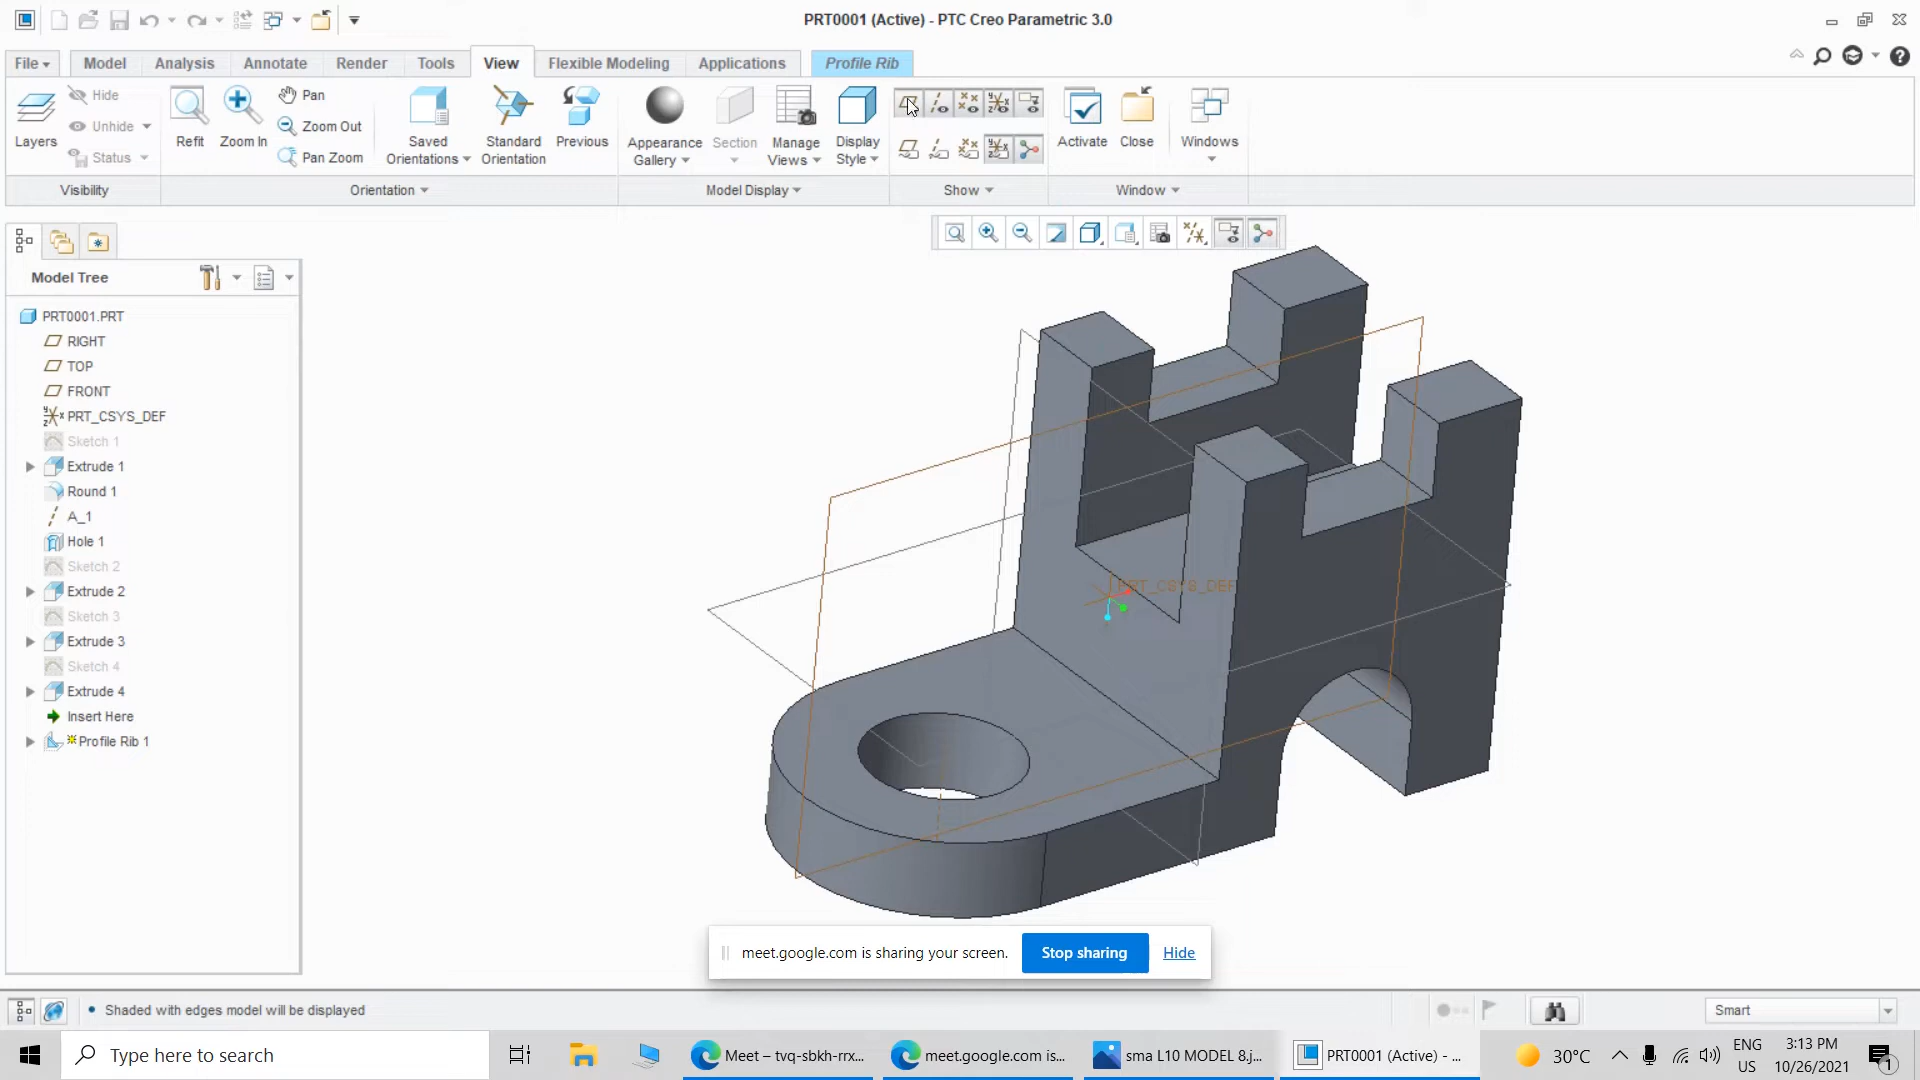 PRT0001 (Active) - PTC Creo Parametric 3.0
File Model Analysis Annotate Render Tools View Flexible Modeling Applications Profile Rib
Hide
Unhide
Status
Layers
Visibility
Refit
Zoom In
Pan
Zoom Out
Pan Zoom
Saved
Orientations
Standard
Orientation
Previous
Orientation
Appearance
Gallery
Section
Manage
Views
Display
Style
Model Display
Show
Activate
Close
Windows
Window
Model Tree
PRT0001.PRT
RIGHT
TOP
FRONT
PRT_CSYS_DEF
Sketch 1
Extrude 1
Round 1
A_1
Hole 1
Sketch 2
Extrude 2
Sketch 3
Extrude 3
Sketch 4
Extrude 4
Insert Here
Profile Rib 1
PRT_CSYS_DEF
meet.google.com is sharing your screen. Stop sharing Hide
Shaded with edges model will be displayed
Smart
Type here to search
Meet – tvq-sbkh-rrx...
meet.google.com is...
sma L10 MODEL 8.j...
PRT0001 (Active) - ...
30°C
ENG
US
3:13 PM
10/26/2021
1